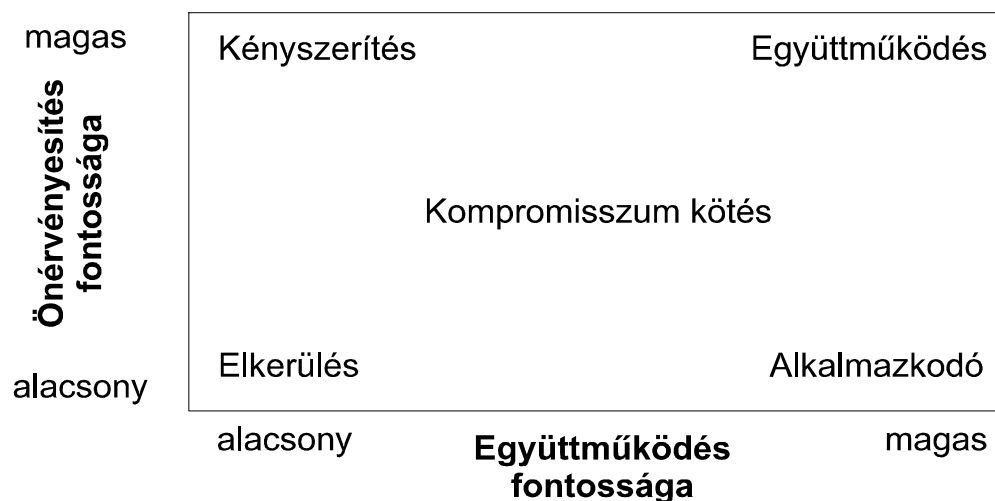 magas
Kényszerítés
Együttműködés
Önérvényesítés
fontossága
Kompromisszum kötés
Elkerülés
Alkalmazkodó
alacsony
alacsony
Együttműködés
fontossága
magas